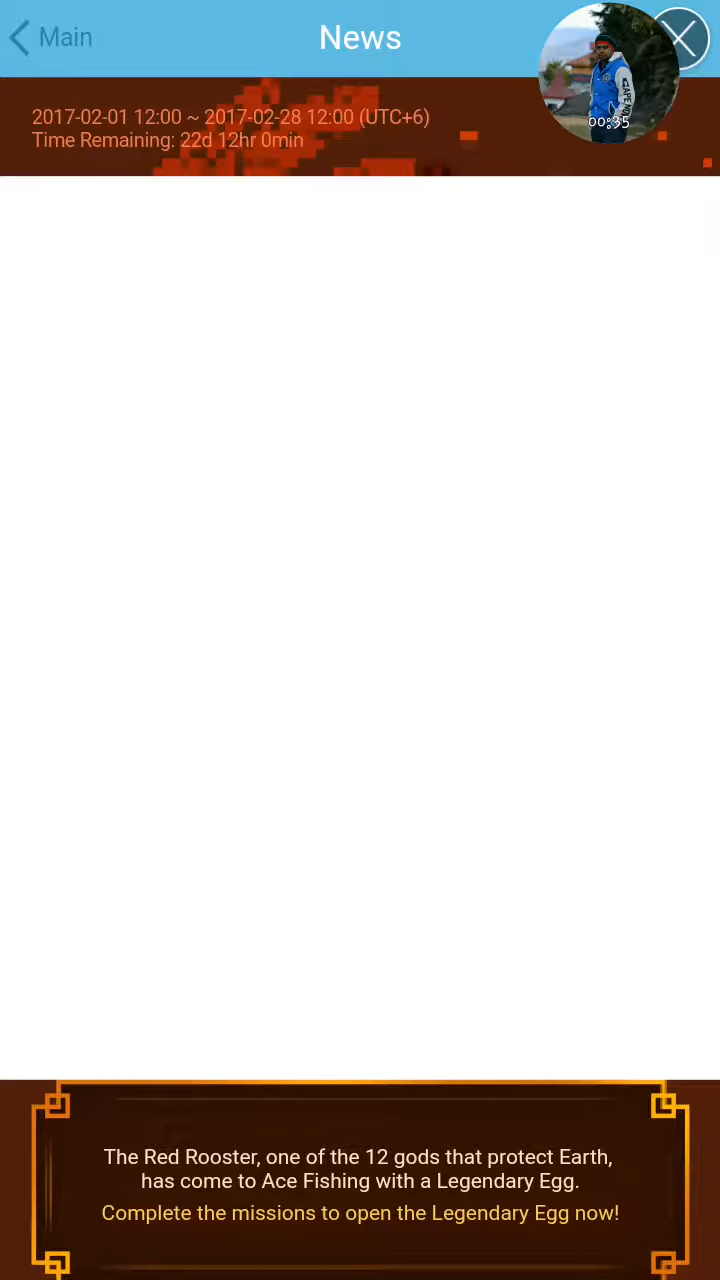 Main
News
00:35
2017-02-01 12:00 ~ 2017-02-28 12:00 (UTC+6)
Time Remaining: 22d 12hr 0min
The Red Rooster, one of the 12 gods that protect Earth,
has come to Ace Fishing with a Legendary Egg.
Complete the missions to open the Legendary Egg now!